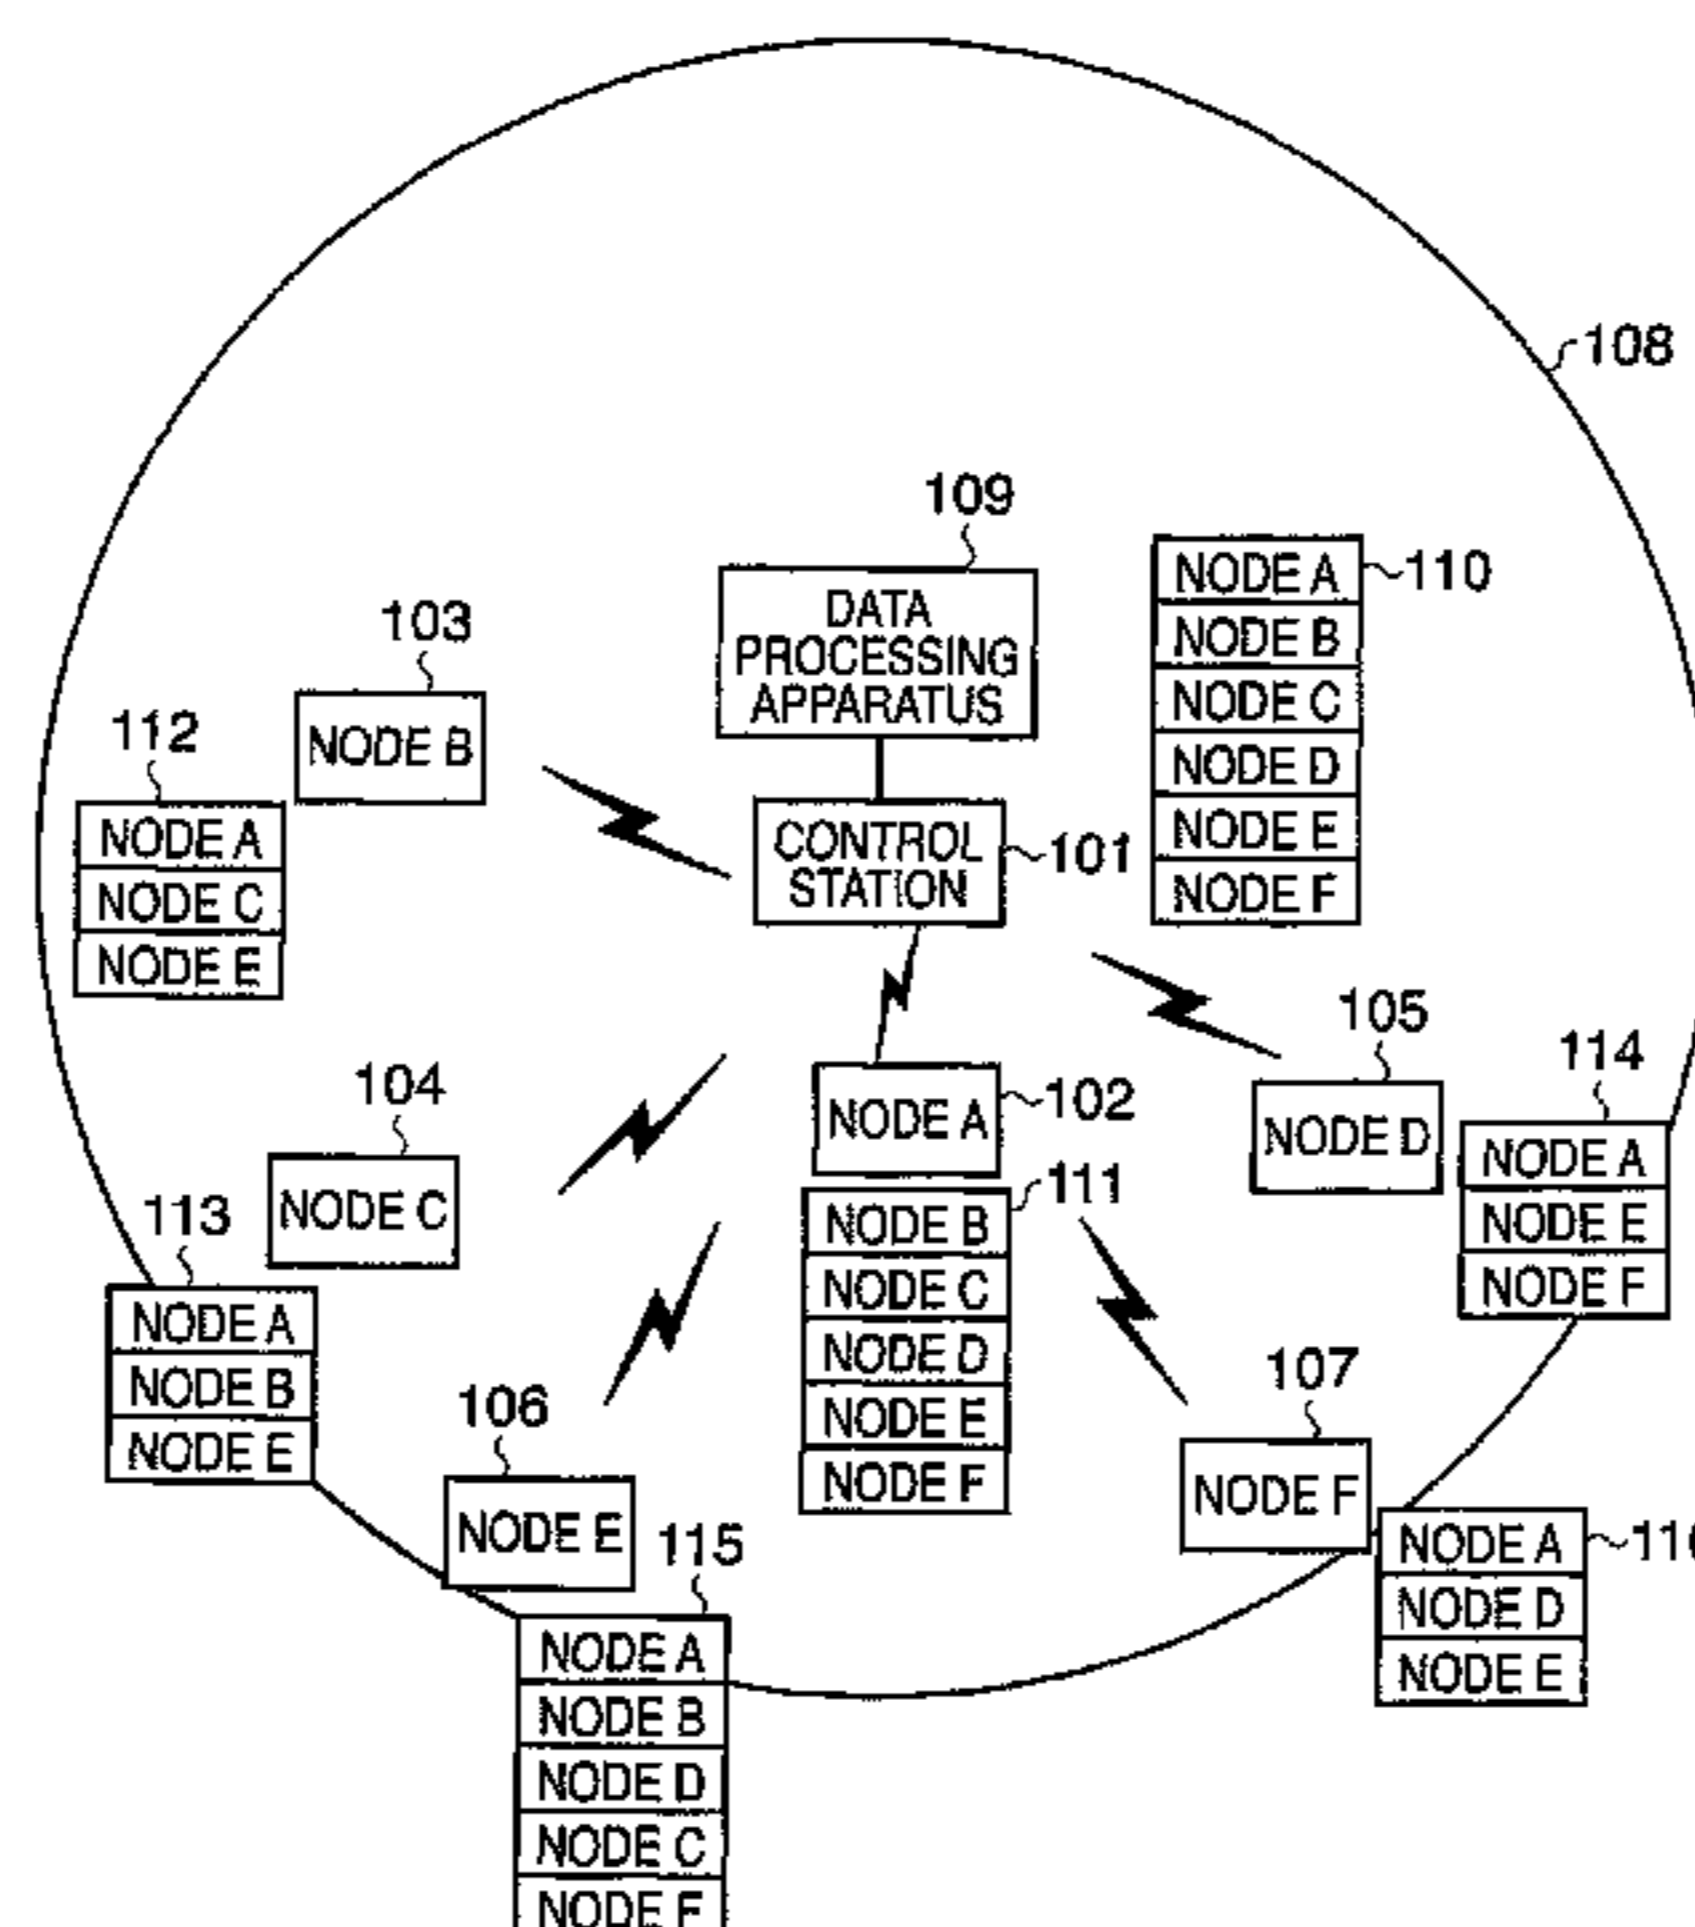 108
109
DATA
PROCESSING
APPARATUS
NODE A
110
NODE B
NODE C
NODE D
NODE E
NODE F
103
NODE B
112
NODE A
NODE C
NODE E
CONTROL
STATION
101
105
NODE D
114
NODE A
NODE E
NODE F
104
NODE C
NODE A
102
111
NODE B
NODE C
NODE D
NODE E
NODE F
113
NODE A
NODE B
NODE E
106
NODE E
107
NODE F
NODE A
NODE D
NODE E
115
NODE A
NODE B
NODE D
NODE C
NODE F